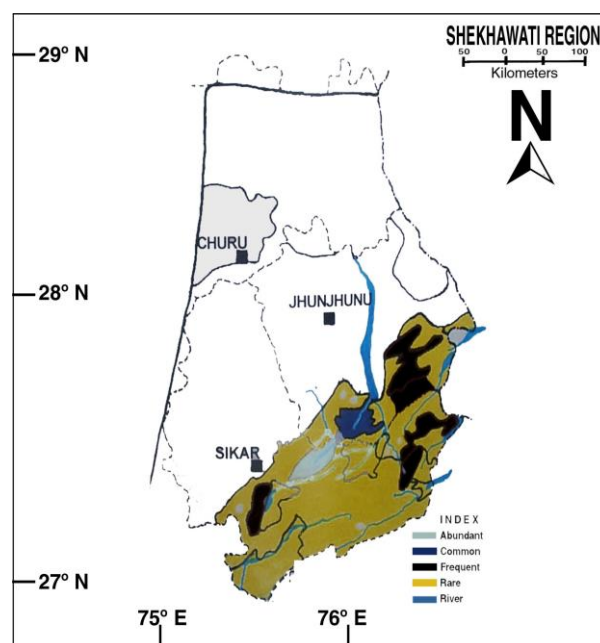 29° N
SHEKHAWATI REGION
50 0 50 100
Kilometers
N
CHURU
28° N
JHUNJHUNU
SIKAR
INDEX
Abundant
Common
Frequent
Rare
River
27° N
75° E 76° E